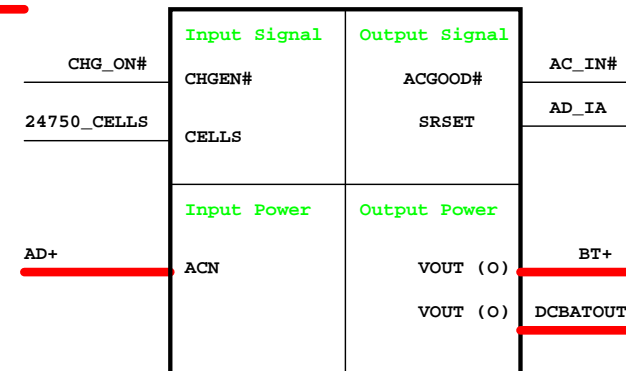 Input Signal Output Signal
CHG_ON# CHGEN# ACGOOD# AC_IN#
24750_CELLS CELLS SRSET AD_IA
Input Power Output Power
AD+ ACN VOUT (O) BT+
VOUT (O) DCBATOUT